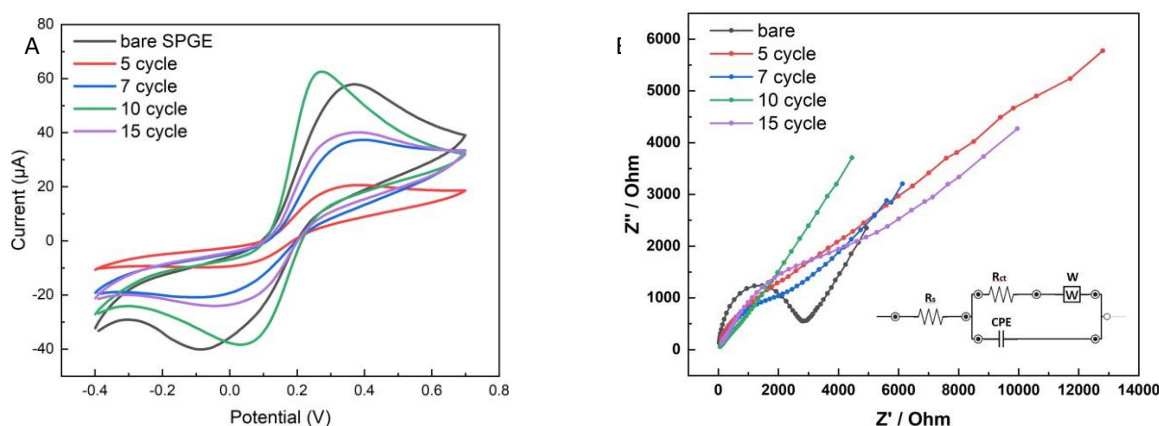 A
bare SPGE
5 cycle
7 cycle
10 cycle
15 cycle
80
60
40
20
0
-20
-40
-0.4
-0.2
0.0
0.2
0.4
0.6
0.8
Current (μA)
Potential (V)
bare
5 cycle
7 cycle
10 cycle
15 cycle
6000
5000
4000
3000
2000
1000
0
0
2000
4000
6000
8000
10000
12000
14000
Z'' / Ohm
Z' / Ohm
Rs
Rct
W
W
CPE